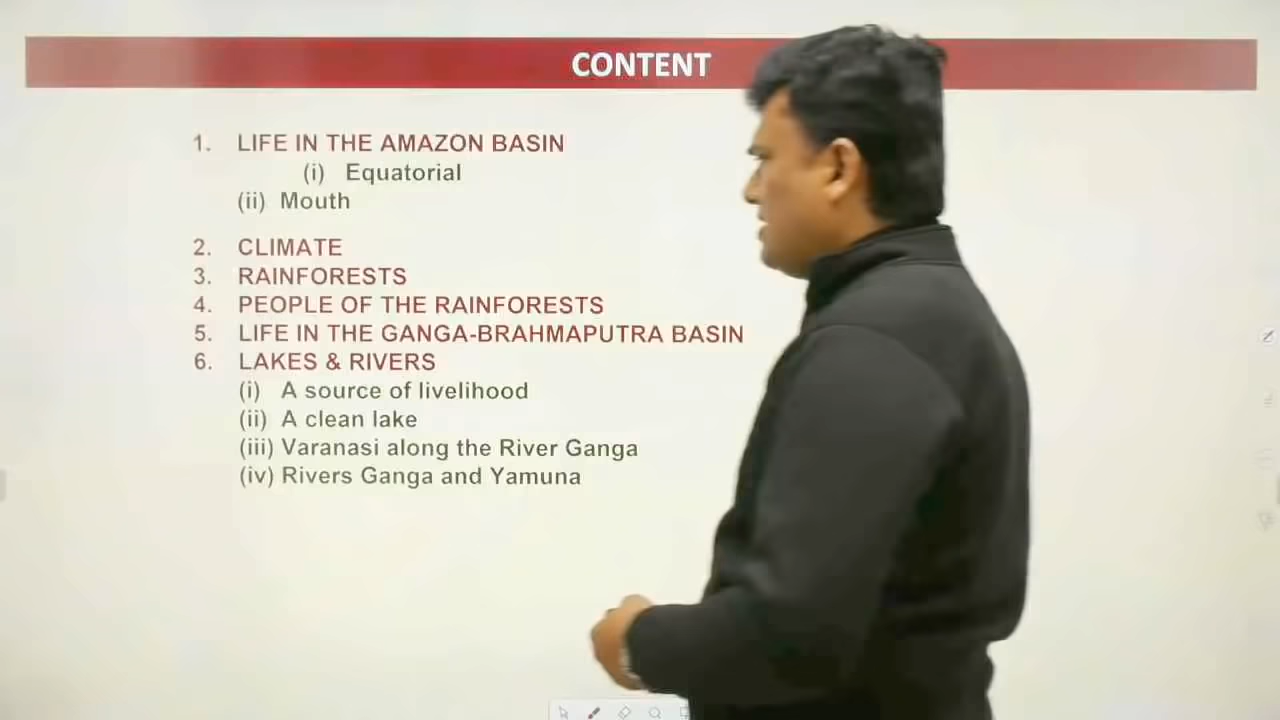 CONTENT
1. LIFE IN THE AMAZON BASIN
(i) Equatorial
(ii) Mouth
2. CLIMATE
3. RAINFORESTS
4. PEOPLE OF THE RAINFORESTS
5. LIFE IN THE GANGA-BRAHMAPUTRA BASIN
6. LAKES & RIVERS
(i) A source of livelihood
(ii) A clean lake
(iii) Varanasi along the River Ganga
(iv) Rivers Ganga and Yamuna